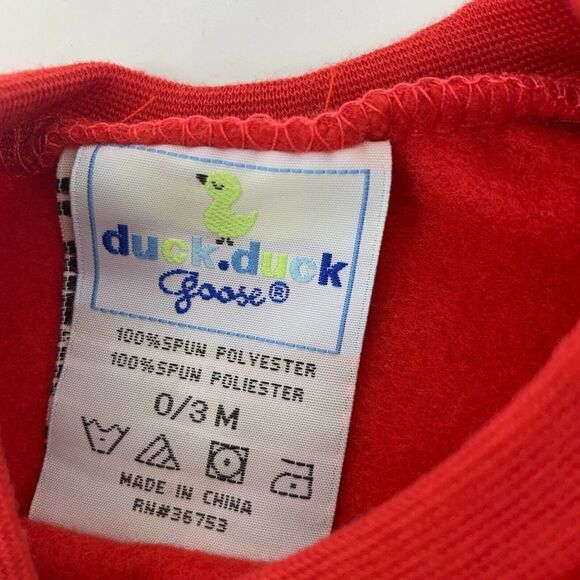 duck.duck
goose®
100%SPUN POLYESTER
100%SPUN POLIESTER
0/3 M
MADE IN CHINA
RN#36753